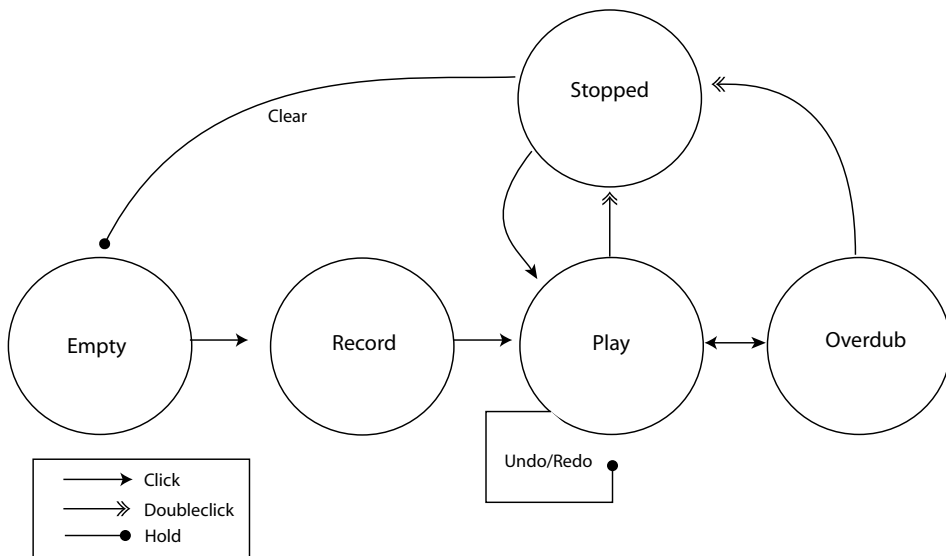 Stopped
Clear
Empty
Record
Play
Overdub
Undo/Redo
Click
Doubleclick
Hold